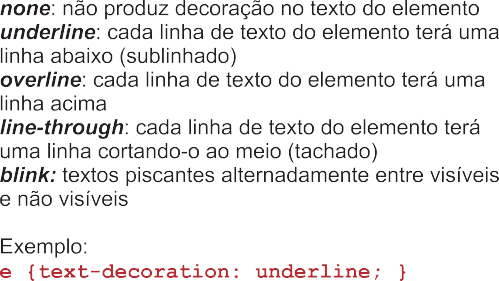 none: não produz decoração no texto do elemento
underline: cada linha de texto do elemento terá uma
linha abaixo (sublinhado)
overline: cada linha de texto do elemento terá uma
linha acima
line-through: cada linha de texto do elemento terá
uma linha cortando-o ao meio (tachado)
blink: textos piscantes alternadamente entre visíveis
e não visíveis
Exemplo:
e {text-decoration: underline; }